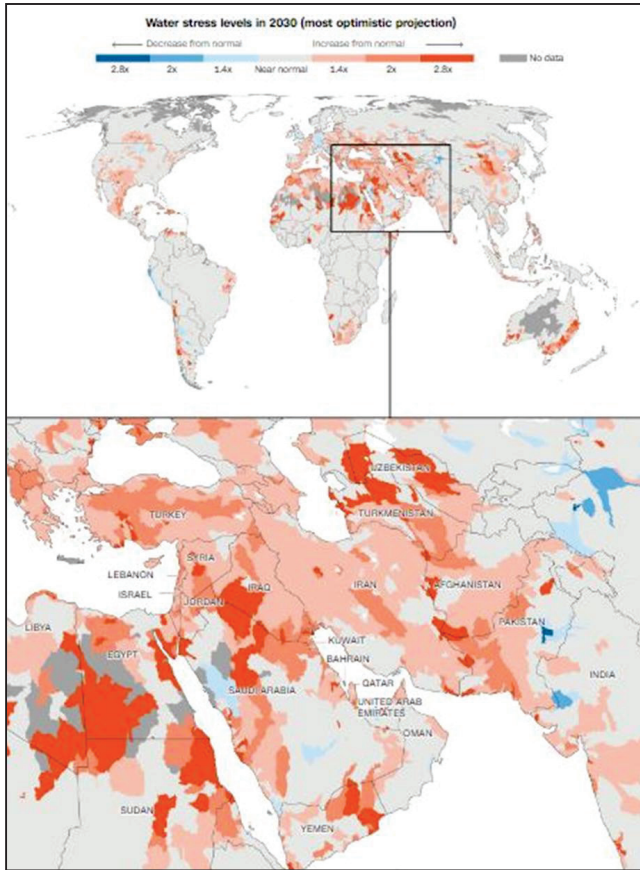 Water stress levels in 2030 (most optimistic projection)
Decrease from normal Increase from normal
2.8x 2x 1.4x Near normal 1.4x 2x 2.8x No data
UZBEKISTAN
TURKMENISTAN
TURKEY
SYRIA
LEBANON
ISRAEL
IRAQ
IRAN
AFGHANISTAN
JORDAN
PAKISTAN
LIBYA
EGYPT
KUWAIT
BAHRAIN
INDIA
QATAR
SAUDI ARABIA
UNITED ARAB
EMIRATES
OMAN
SUDAN
YEMEN